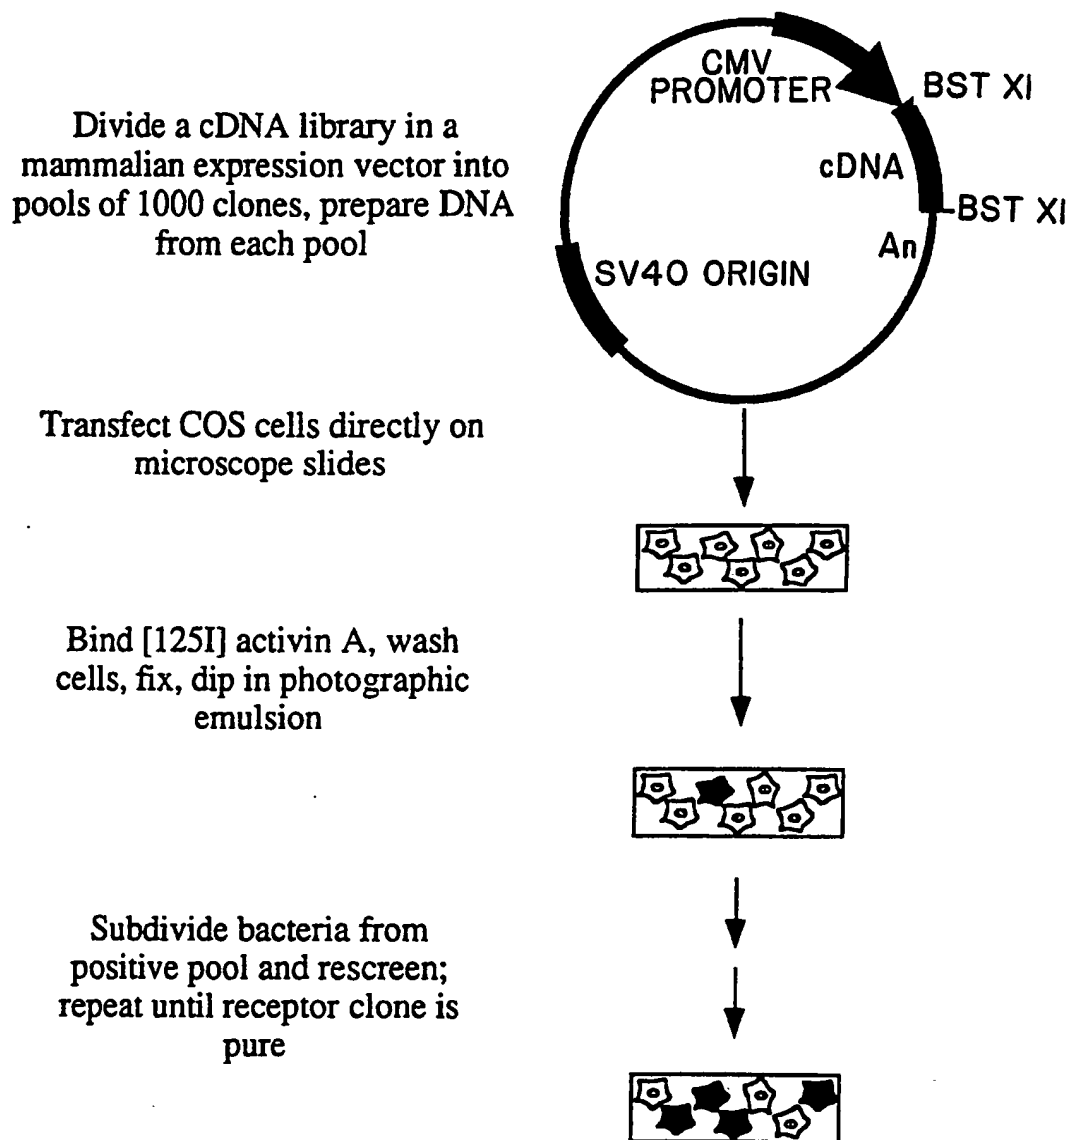 Divide a cDNA library in a
mammalian expression vector into
pools of 1000 clones, prepare DNA
from each pool
CMV
PROMOTER
BST XI
cDNA
BST XI
An
SV40 ORIGIN
Transfect COS cells directly on
microscope slides
Bind [125I] activin A, wash
cells, fix, dip in photographic
emulsion
Subdivide bacteria from
positive pool and rescreen;
repeat until receptor clone is
pure